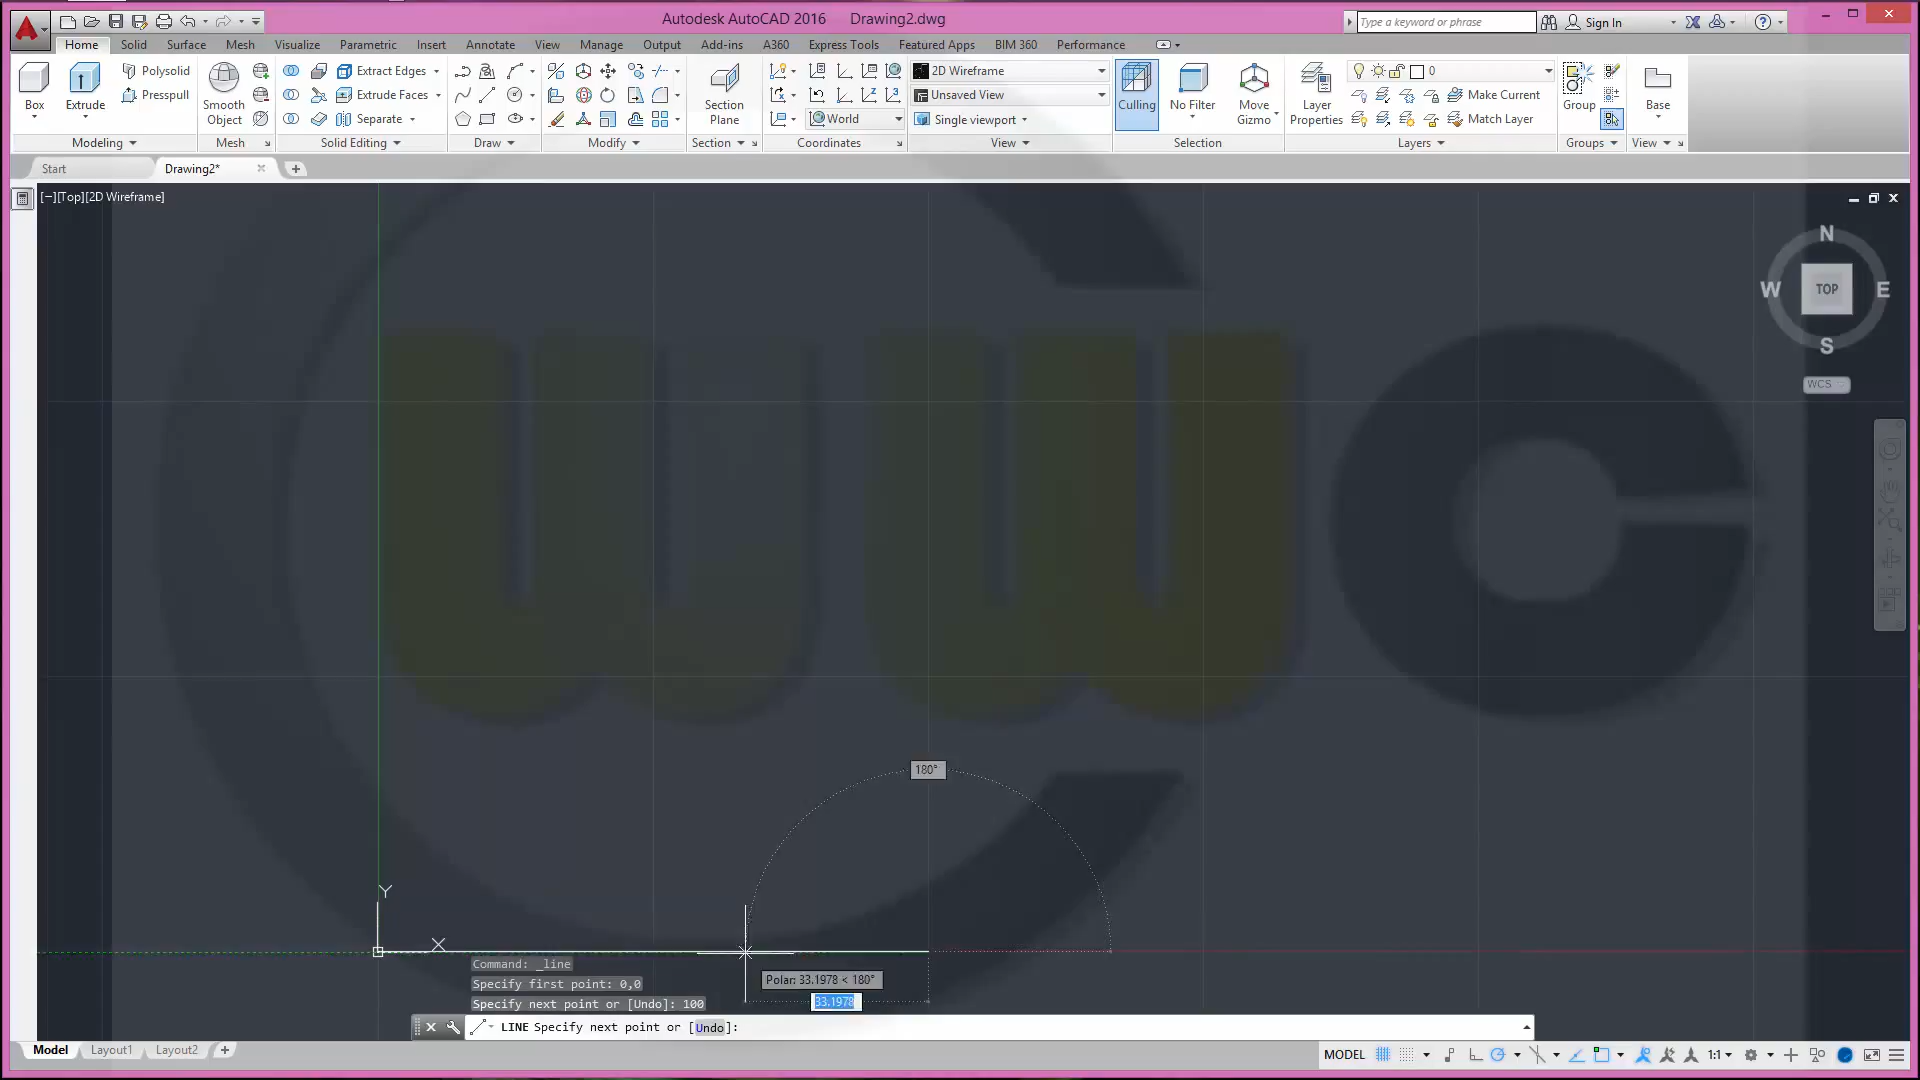 Autodesk AutoCAD 2016 Drawing2.dwg
Type a keyword or phrase
Sign In
Home Solid Surface Mesh Visualize Parametric Insert Annotate View Manage Output Add-ins A360 Express Tools Featured Apps BIM 360 Performance
Box
Extrude
Polysolid
Presspull
Smooth Object
Extract Edges
Extrude Faces
Separate
Section Plane
World
2D Wireframe
Unsaved View
Single viewport
Culling
No Filter
Move Gizmo
Layer Properties
0
Make Current
Match Layer
Group
Base
Modeling Mesh Solid Editing Draw Modify Section Coordinates View Selection Layers Groups View
Start Drawing2*
[−][Top][2D Wireframe]
N
W TOP E
S
WCS
uwwc
180°
Y
X
Command: _line
Specify first point: 0,0
Specify next point or [Undo]: 100
Polar: 33.1978 < 180°
33.1978
LINE Specify next point or [Undo]:
Model Layout1 Layout2
MODEL 1:1